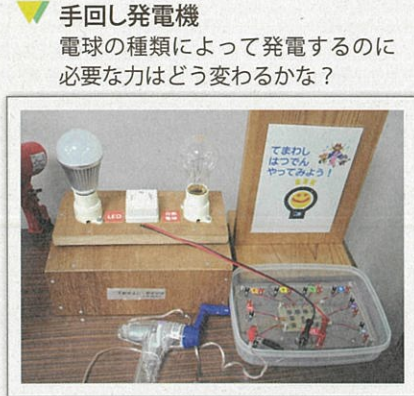 手回し発電機
電球の種類によって発電するのに
必要な力はどう変わるかな?
てまわし
はつでん
やってみよう!
LED